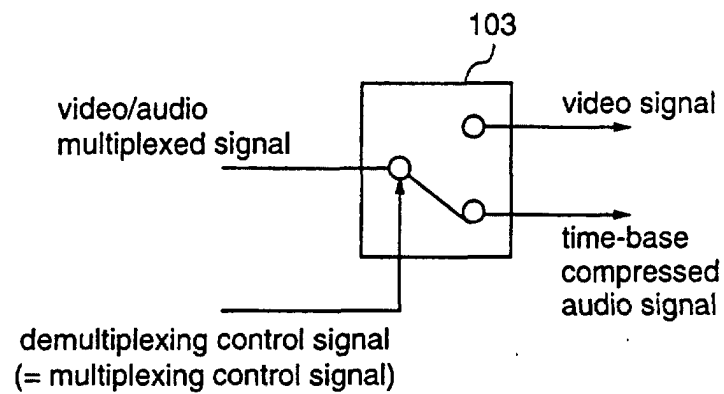 103
video/audio
multiplexed signal
video signal
time-base
compressed
audio signal
demultiplexing control signal
(= multiplexing control signal)